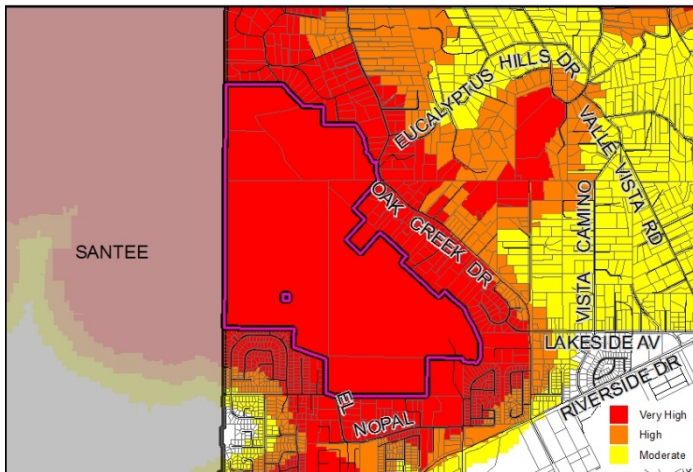 EUCALYPTUS HILLS DR
VALLE VISTA RD
OAK CREEK DR
SANTEE
VISTA CAMINO
LAKESIDE AV
RIVERSIDE DR
EL NOPAL
Very High
High
Moderate